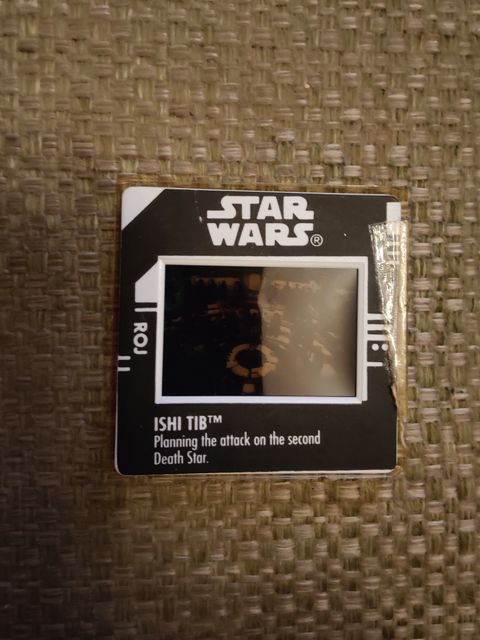 STAR
WARS®
ROJ
ISHI TIB™
Planning the attack on the second
Death Star.